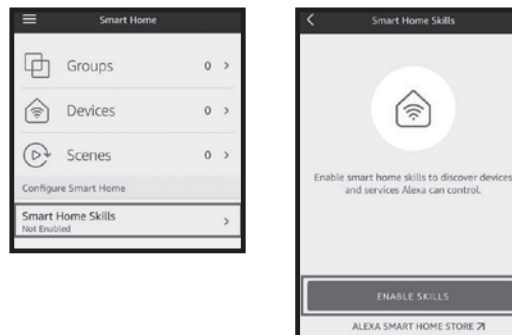 Smart Home
Groups 0
Devices 0
Scenes 0
Configure Smart Home
Smart Home Skills
Not Enabled
Smart Home Skills
Enable smart home skills to discover devices
and services Alexa can control.
ENABLE SKILLS
ALEXA SMART HOME STORE